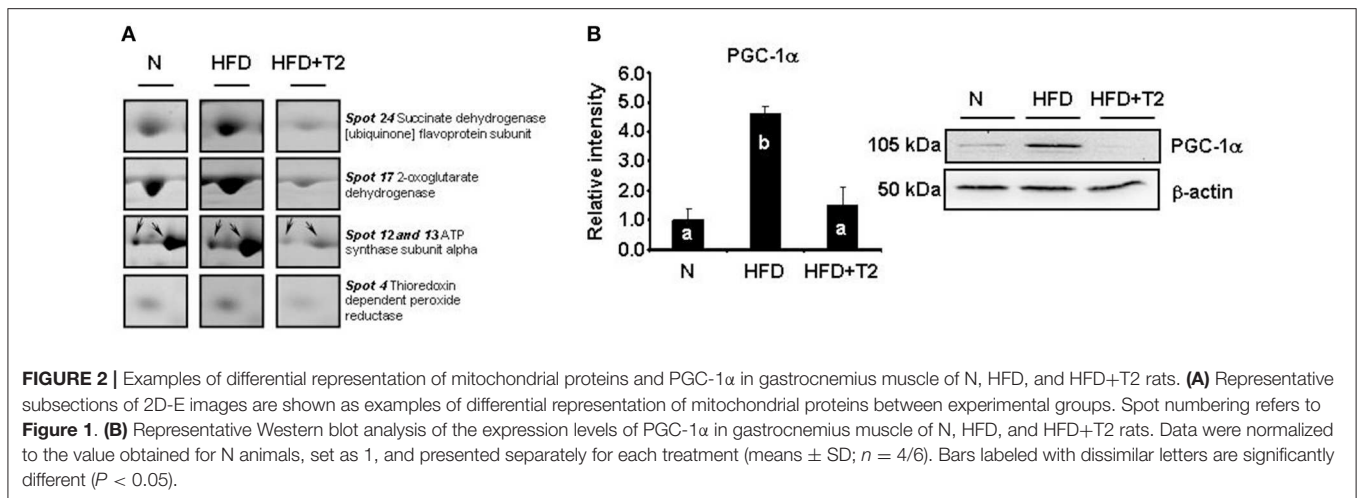 A
N HFD HFD+T2
Spot 24 Succinate dehydrogenase
[ubiquinone] flavoprotein subunit
Spot 17 2-oxoglutarate
dehydrogenase
Spot 12 and 13 ATP
synthase subunit alpha
Spot 4 Thioredoxin
dependent peroxide
reductase
B
PGC-1α
Relative intensity
6.0
5.0
4.0
3.0
2.0
1.0
0.0
a
b
a
N HFD HFD+T2
N HFD HFD+T2
105 kDa PGC-1α
50 kDa β-actin
FIGURE 2 | Examples of differential representation of mitochondrial proteins and PGC-1α in gastrocnemius muscle of N, HFD, and HFD+T2 rats. (A) Representative
subsections of 2D-E images are shown as examples of differential representation of mitochondrial proteins between experimental groups. Spot numbering refers to
Figure 1. (B) Representative Western blot analysis of the expression levels of PGC-1α in gastrocnemius muscle of N, HFD, and HFD+T2 rats. Data were normalized
to the value obtained for N animals, set as 1, and presented separately for each treatment (means ± SD; n = 4/6). Bars labeled with dissimilar letters are significantly
different (P < 0.05).